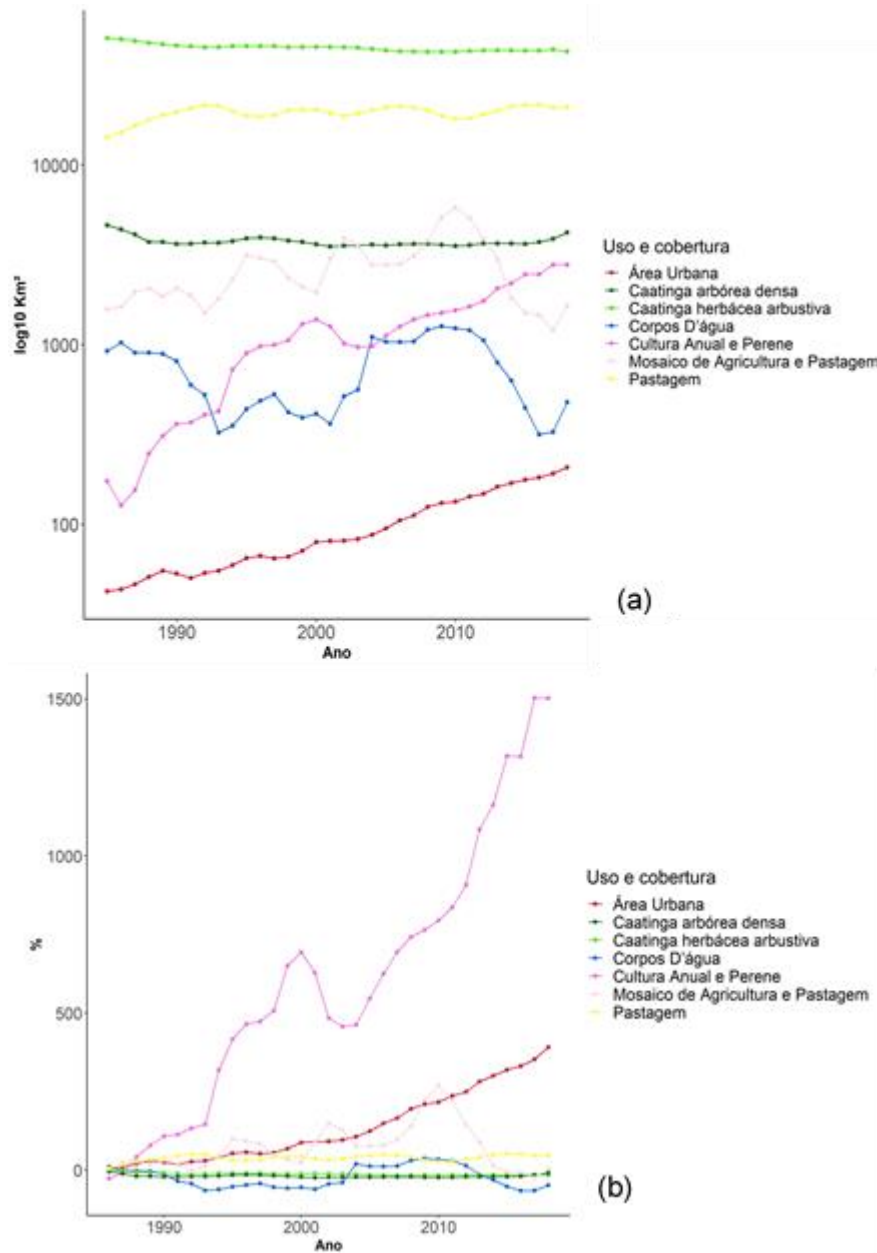 10000
1000
100
log10 Km²
1990
2000
2010
Ano
Uso e cobertura
Área Urbana
Caatinga arbórea densa
Caatinga herbácea arbustiva
Corpos D'água
Cultura Anual e Perene
Mosaico de Agricultura e Pastagem
Pastagem
(a)
1500
1000
500
0
%
1990
2000
2010
Ano
Uso e cobertura
Área Urbana
Caatinga arbórea densa
Caatinga herbácea arbustiva
Corpos D'água
Cultura Anual e Perene
Mosaico de Agricultura e Pastagem
Pastagem
(b)